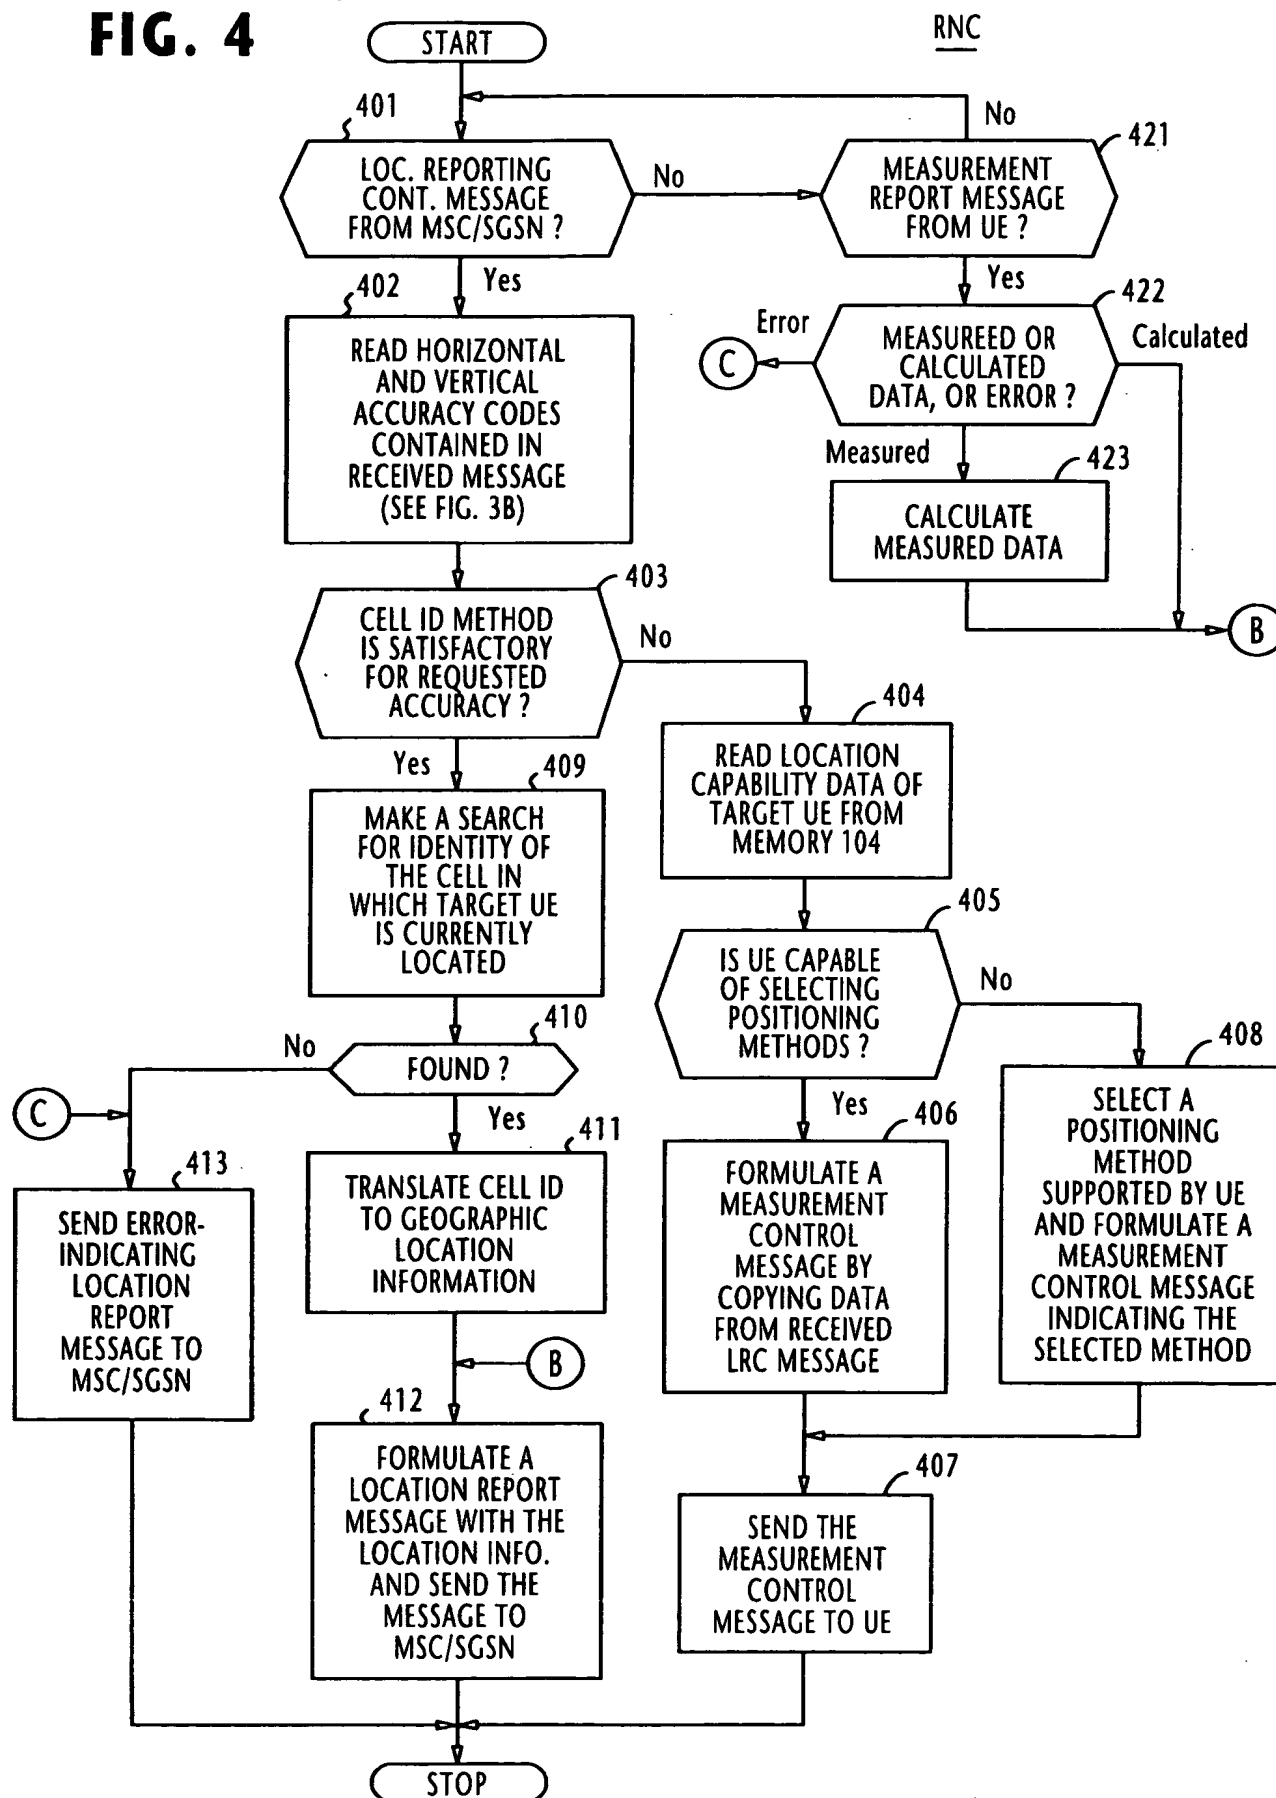 FIG. 4
START
RNC
401
LOC. REPORTING
CONT. MESSAGE
FROM MSC/SGSN ?
No
No
421
MEASUREMENT
REPORT MESSAGE
FROM UE ?
Yes
402
READ HORIZONTAL
AND VERTICAL
ACCURACY CODES
CONTAINED IN
RECEIVED MESSAGE
(SEE FIG. 3B)
Yes
422
Error
C
MEASUREED OR
CALCULATED
DATA, OR ERROR ?
Calculated
Measured
423
CALCULATE
MEASURED DATA
B
403
CELL ID METHOD
IS SATISFACTORY
FOR REQUESTED
ACCURACY ?
No
404
READ LOCATION
CAPABILITY DATA OF
TARGET UE FROM
MEMORY 104
Yes
409
MAKE A SEARCH
FOR IDENTITY OF
THE CELL IN
WHICH TARGET UE
IS CURRENTLY
LOCATED
405
IS UE CAPABLE
OF SELECTING
POSITIONING
METHODS ?
No
410
FOUND ?
No
C
Yes
408
SELECT A
POSITIONING
METHOD
SUPPORTED BY UE
AND FORMULATE A
MEASUREMENT
CONTROL MESSAGE
INDICATING THE
SELECTED METHOD
Yes
406
FORMULATE A
MEASUREMENT
CONTROL
MESSAGE BY
COPYING DATA
FROM RECEIVED
LRC MESSAGE
411
TRANSLATE CELL ID
TO GEOGRAPHIC
LOCATION
INFORMATION
413
SEND ERROR-
INDICATING
LOCATION
REPORT
MESSAGE TO
MSC/SGSN
B
412
FORMULATE A
LOCATION REPORT
MESSAGE WITH THE
LOCATION INFO.
AND SEND THE
MESSAGE TO
MSC/SGSN
407
SEND THE
MEASUREMENT
CONTROL
MESSAGE TO UE
STOP